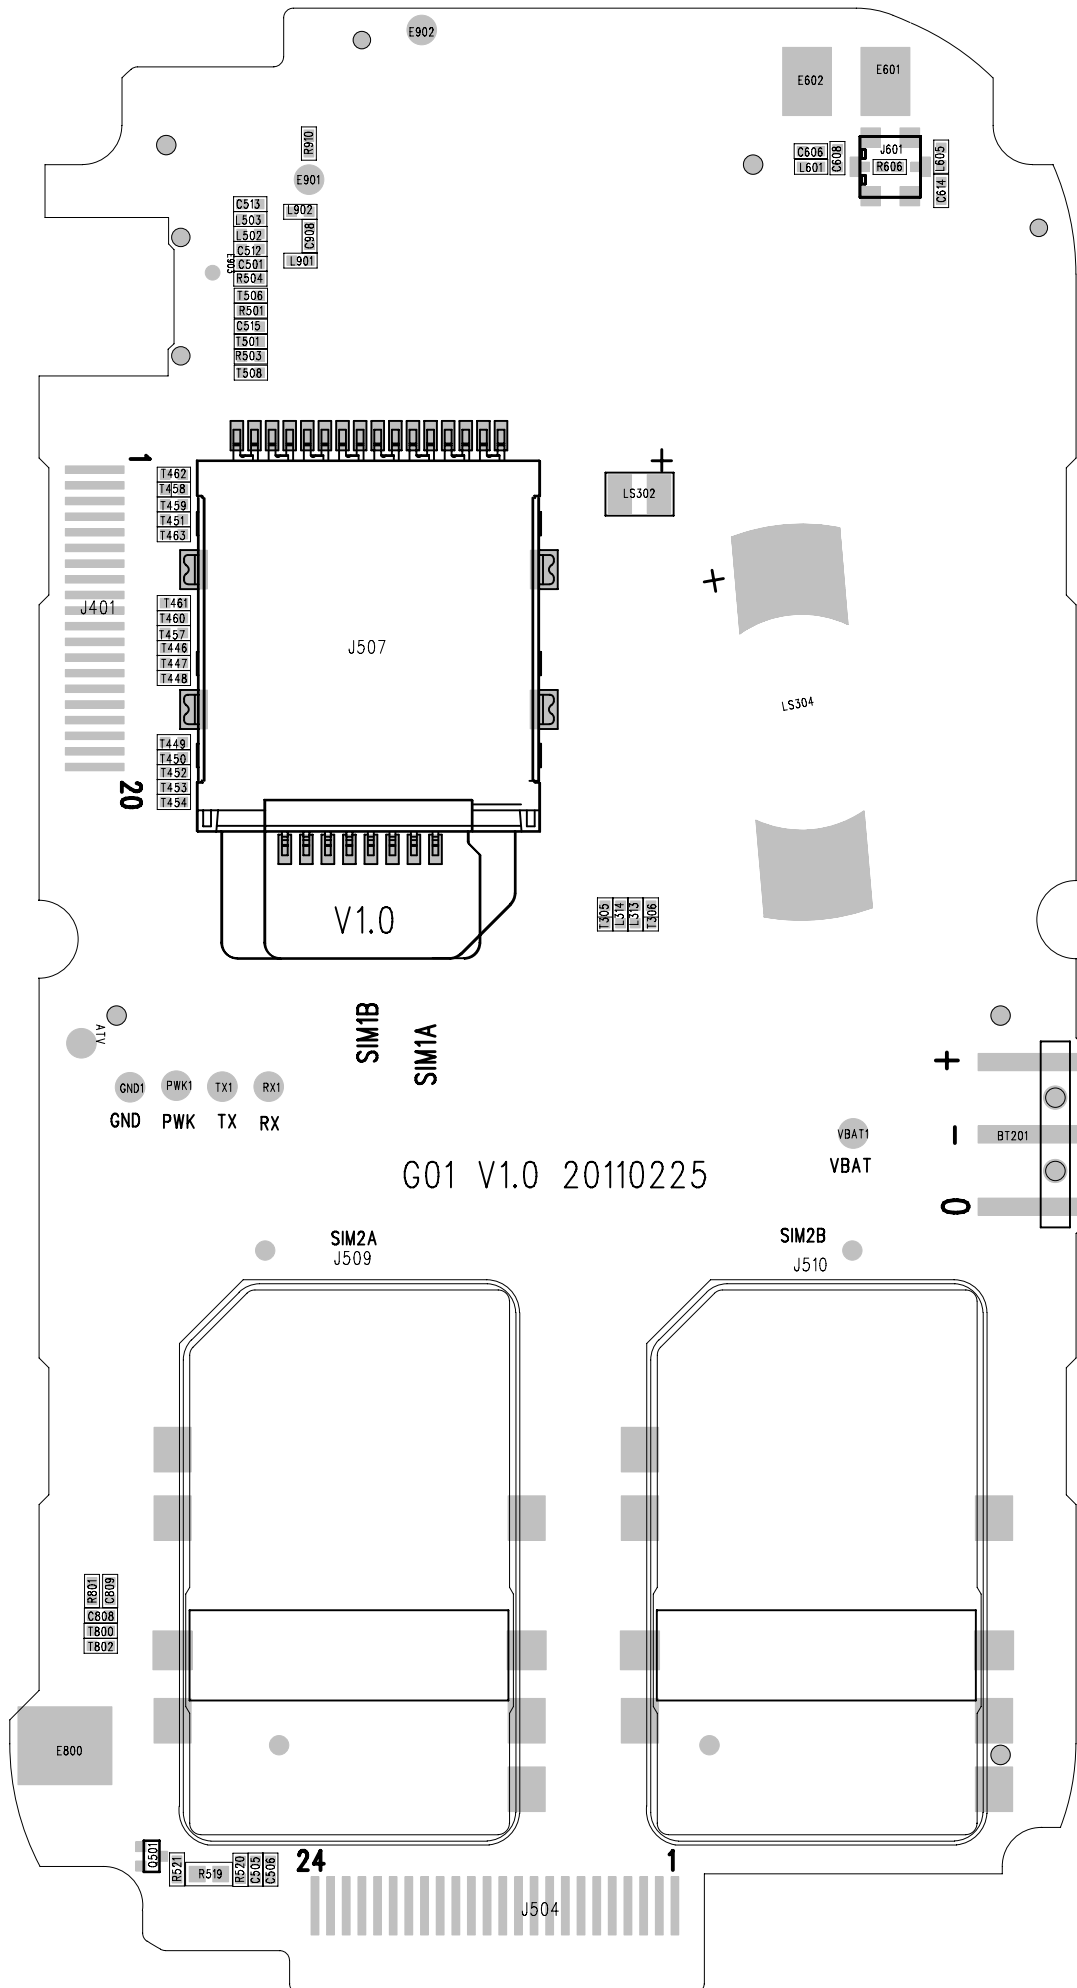 E902
E602
E601
R910
C606
L601
C608
J601
R606
L605
C614
E901
C513
L503
L502
C512
C501
R504
T506
R501
C515
T501
R503
T508
E903
L902
C908
L901
1
T462
T458
T459
T451
T463
J401
T461
T460
T457
T446
T447
T448
T449
T450
T452
T453
T454
20
J507
+
LS302
+
LS304
V1.0
T305
L314
L313
T306
SIM1B
SIM1A
ATV
GND1
PWK1
TX1
RX1
GND
PWK
TX
RX
+
VBAT1
VBAT
-
BT201
0
G01 V1.0 20110225
SIM2A
J509
SIM2B
J510
R801
C809
C808
T800
T802
E800
Q501
R521
R519
R520
C505
C506
24
1
J504